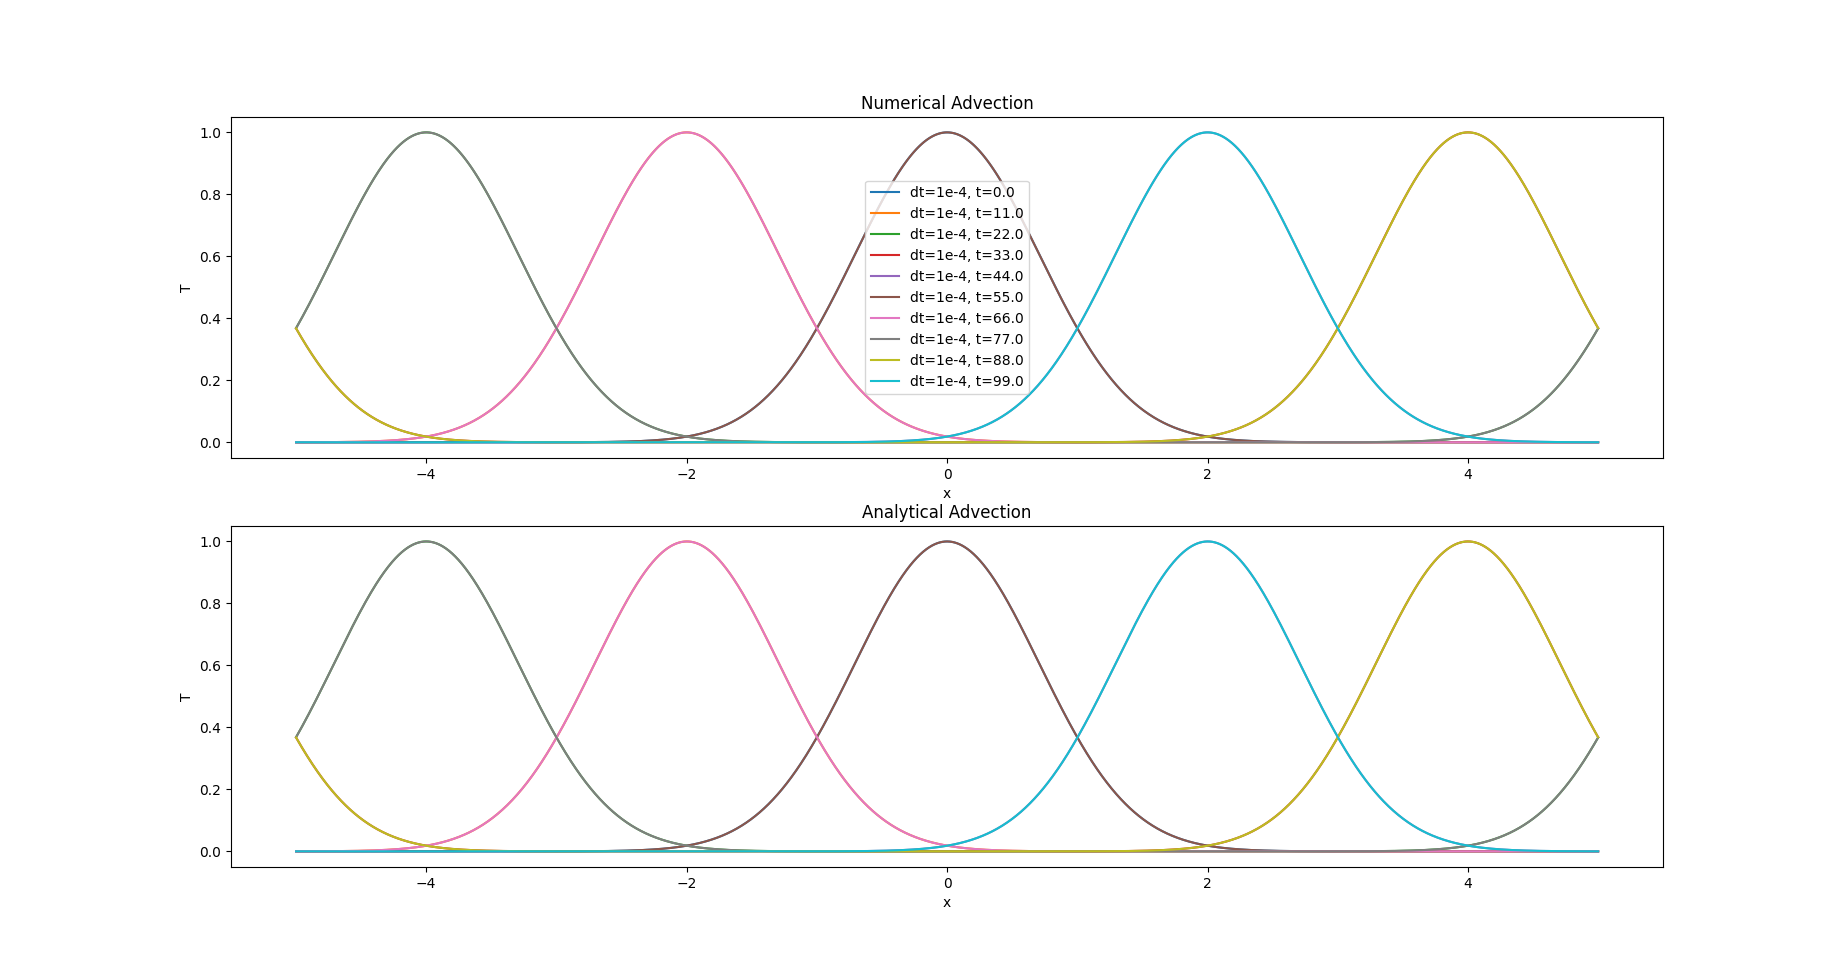 Numerical Advection
1.0
0.8
0.6
0.4
0.2
0.0
T
dt=1e-4, t=0.0
dt=1e-4, t=11.0
dt=1e-4, t=22.0
dt=1e-4, t=33.0
dt=1e-4, t=44.0
dt=1e-4, t=55.0
dt=1e-4, t=66.0
dt=1e-4, t=77.0
dt=1e-4, t=88.0
dt=1e-4, t=99.0
−4 −2 0 2 4
x
Analytical Advection
1.0
0.8
0.6
0.4
0.2
0.0
T
−4 −2 0 2 4
x